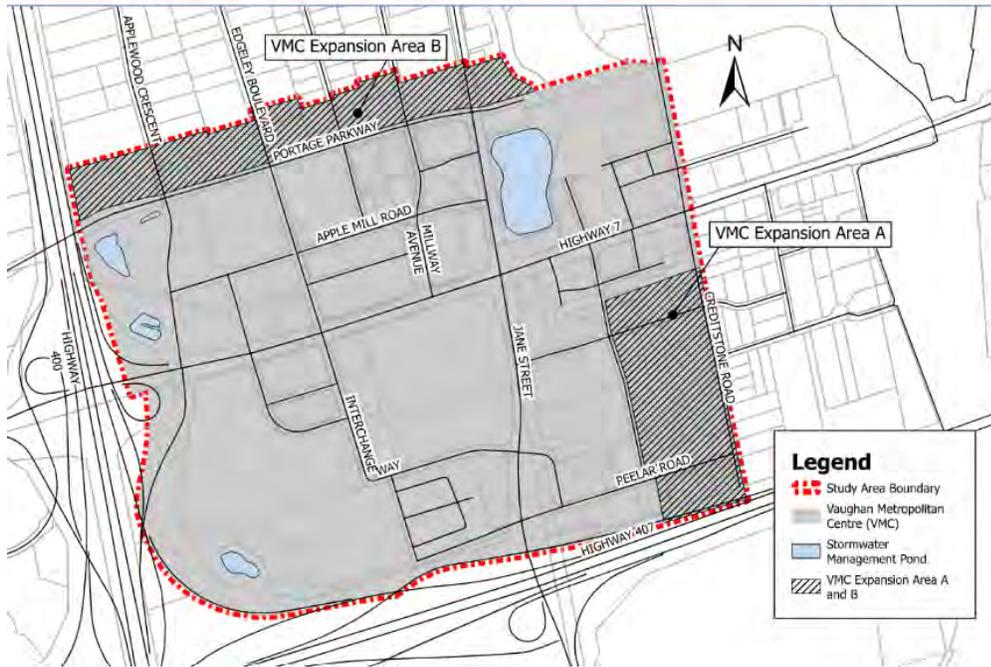 APPLEWOOD CRESCENT
EDGELEY BOULEVARD
VMC Expansion Area B
N
PORTAGE PARKWAY
APPLE MILL ROAD
MILLWAY
AVENUE
HIGHWAY 7
VMC Expansion Area A
CREDITSTONE ROAD
HIGHWAY
400
JANE STREET
INTERCHANGE
WAY
PEELAR ROAD
HIGHWAY 407
Legend
Study Area Boundary
Vaughan Metropolitan
Centre (VMC)
Stormwater
Management Pond
VMC Expansion Area A
and B